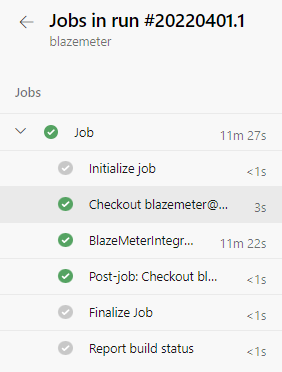 Jobs in run #20220401.1
blazemeter
Jobs
Job 11m 27s
Initialize job <1s
Checkout blazemeter@... 3s
BlazeMeterIntegr... 11m 22s
Post-job: Checkout bl... <1s
Finalize Job <1s
Report build status <1s